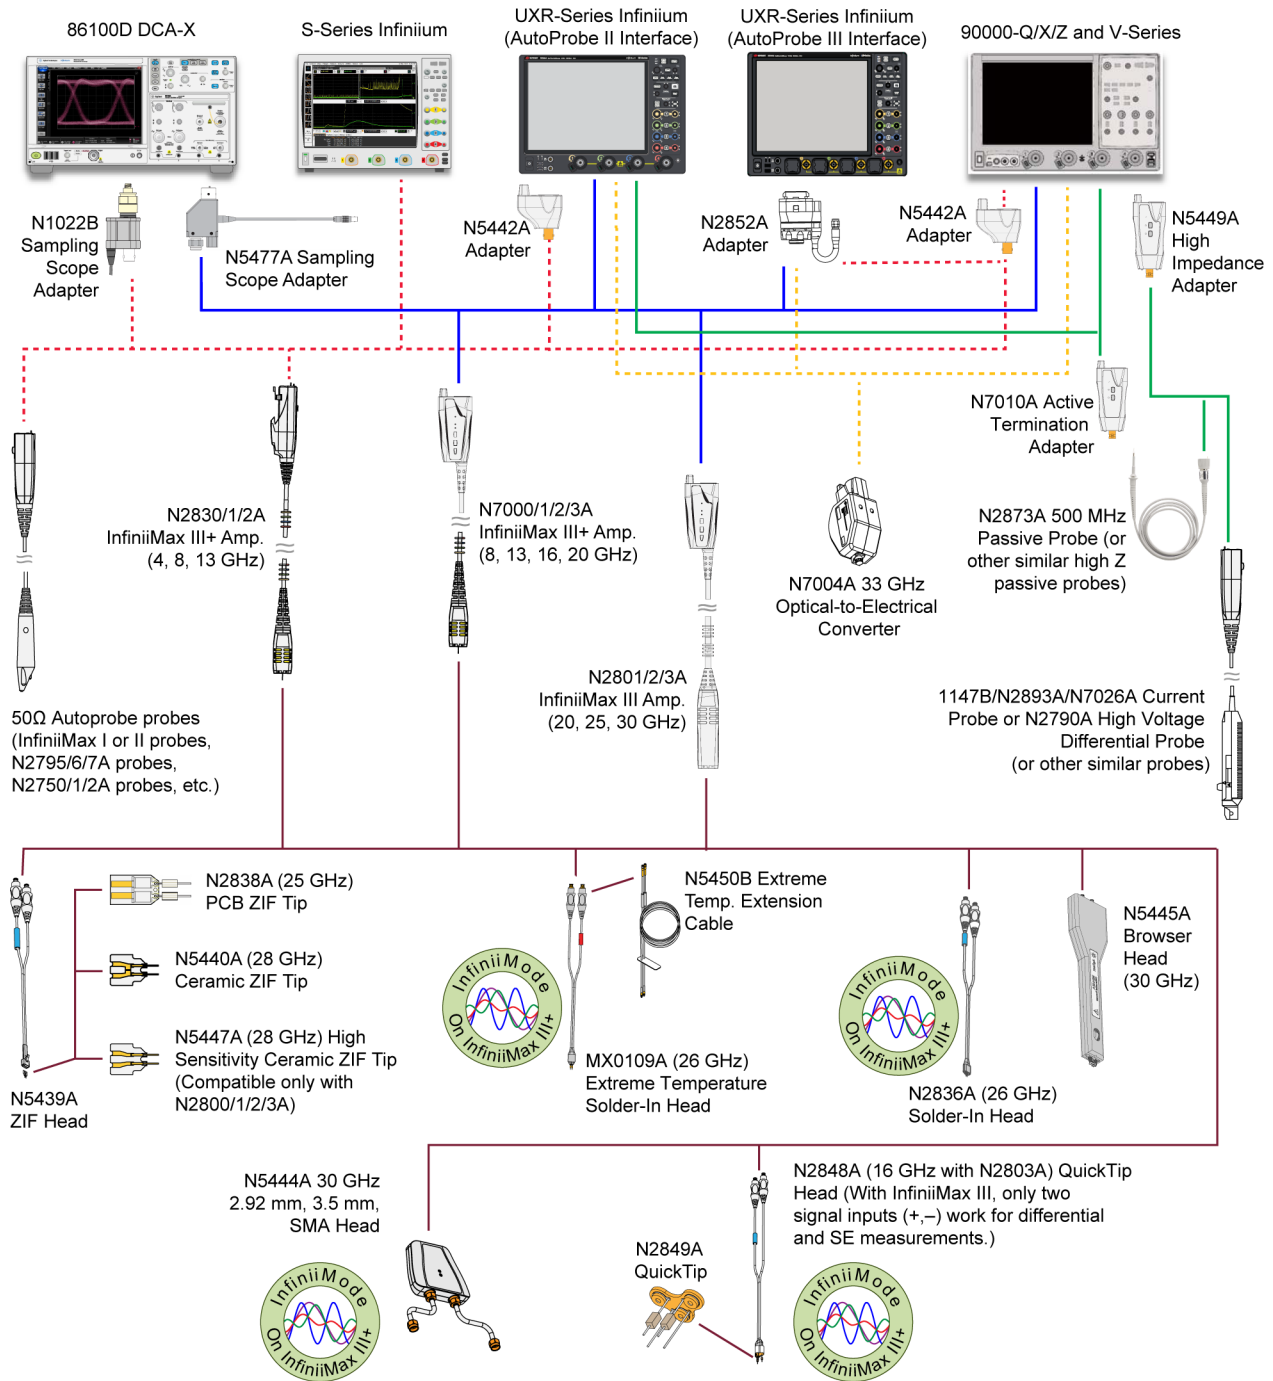 86100D DCA-X
S-Series Infiniium
UXR-Series Infiniium
(AutoProbe II Interface)
UXR-Series Infiniium
(AutoProbe III Interface)
90000-Q/X/Z and V-Series
N1022B
Sampling
Scope
Adapter
N5477A Sampling
Scope Adapter
N5442A
Adapter
N2852A
Adapter
N5442A
Adapter
N5449A
High
Impedance
Adapter
N7010A Active
Termination
Adapter
N2830/1/2A
InfiniiMax III+ Amp.
(4, 8, 13 GHz)
N7000/1/2/3A
InfiniiMax III+ Amp.
(8, 13, 16, 20 GHz)
N7004A 33 GHz
Optical-to-Electrical
Converter
N2873A 500 MHz
Passive Probe (or
other similar high Z
passive probes)
50Ω Autoprobe probes
(InfiniiMax I or II probes,
N2795/6/7A probes,
N2750/1/2A probes, etc.)
N2801/2/3A
InfiniiMax III Amp.
(20, 25, 30 GHz)
1147B/N2893A/N7026A Current
Probe or N2790A High Voltage
Differential Probe
(or other similar probes)
N2838A (25 GHz)
PCB ZIF Tip
N5440A (28 GHz)
Ceramic ZIF Tip
N5447A (28 GHz) High
Sensitivity Ceramic ZIF Tip
(Compatible only with
N2800/1/2/3A)
N5439A
ZIF Head
N5450B Extreme
Temp. Extension
Cable
InfiniiMode
On InfiniiMax III+
MX0109A (26 GHz)
Extreme Temperature
Solder-In Head
InfiniiMode
On InfiniiMax III+
N2836A (26 GHz)
Solder-In Head
N5445A
Browser
Head
(30 GHz)
N5444A 30 GHz
2.92 mm, 3.5 mm,
SMA Head
InfiniiMode
On InfiniiMax III+
N2849A
QuickTip
N2848A (16 GHz with N2803A) QuickTip
Head (With InfiniiMax III, only two
signal inputs (+,–) work for differential
and SE measurements.)
InfiniiMode
On InfiniiMax III+